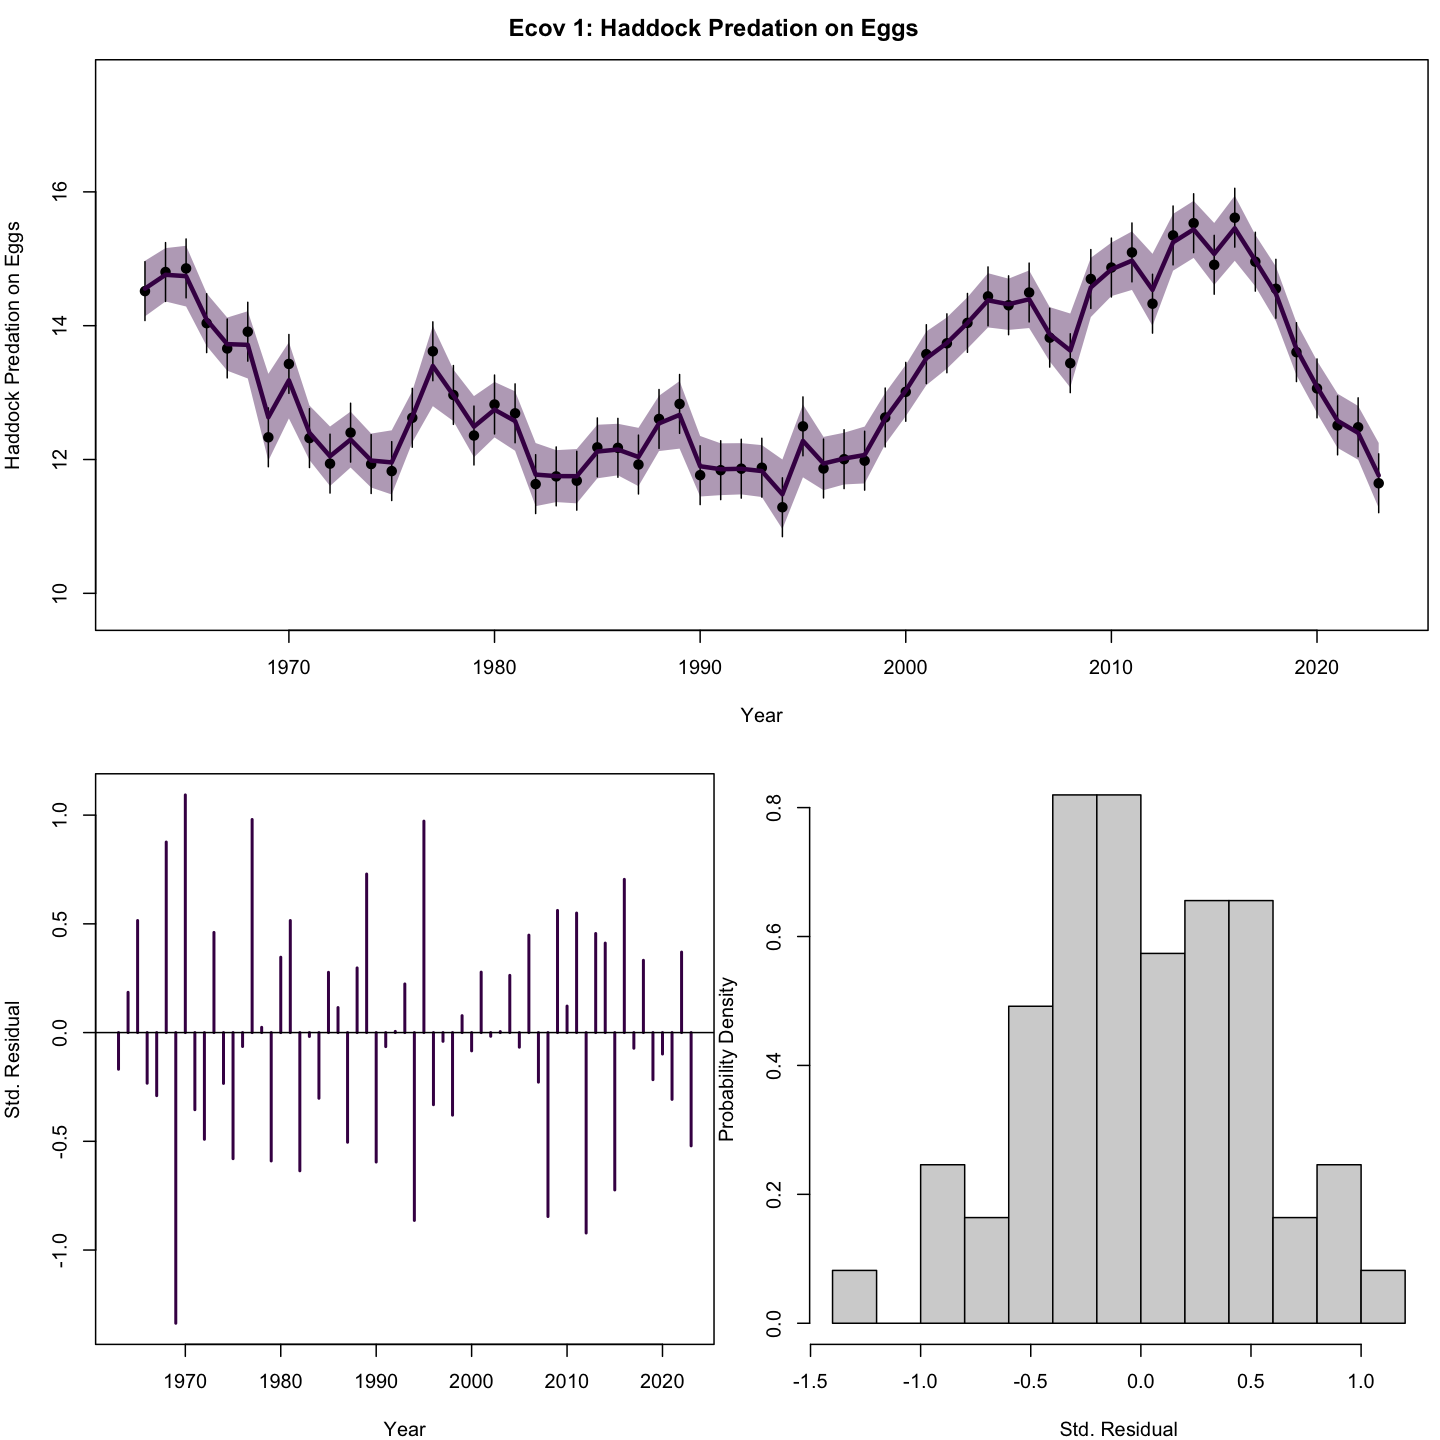 Ecov 1: Haddock Predation on Eggs
Haddock Predation on Eggs
16
14
12
10
1970 1980 1990 2000 2010 2020
Year
Std. Residual
1.0
0.5
0.0
-0.5
-1.0
1970 1980 1990 2000 2010 2020
Year
Probability Density
0.8
0.6
0.4
0.2
0.0
-1.5 -1.0 -0.5 0.0 0.5 1.0
Std. Residual